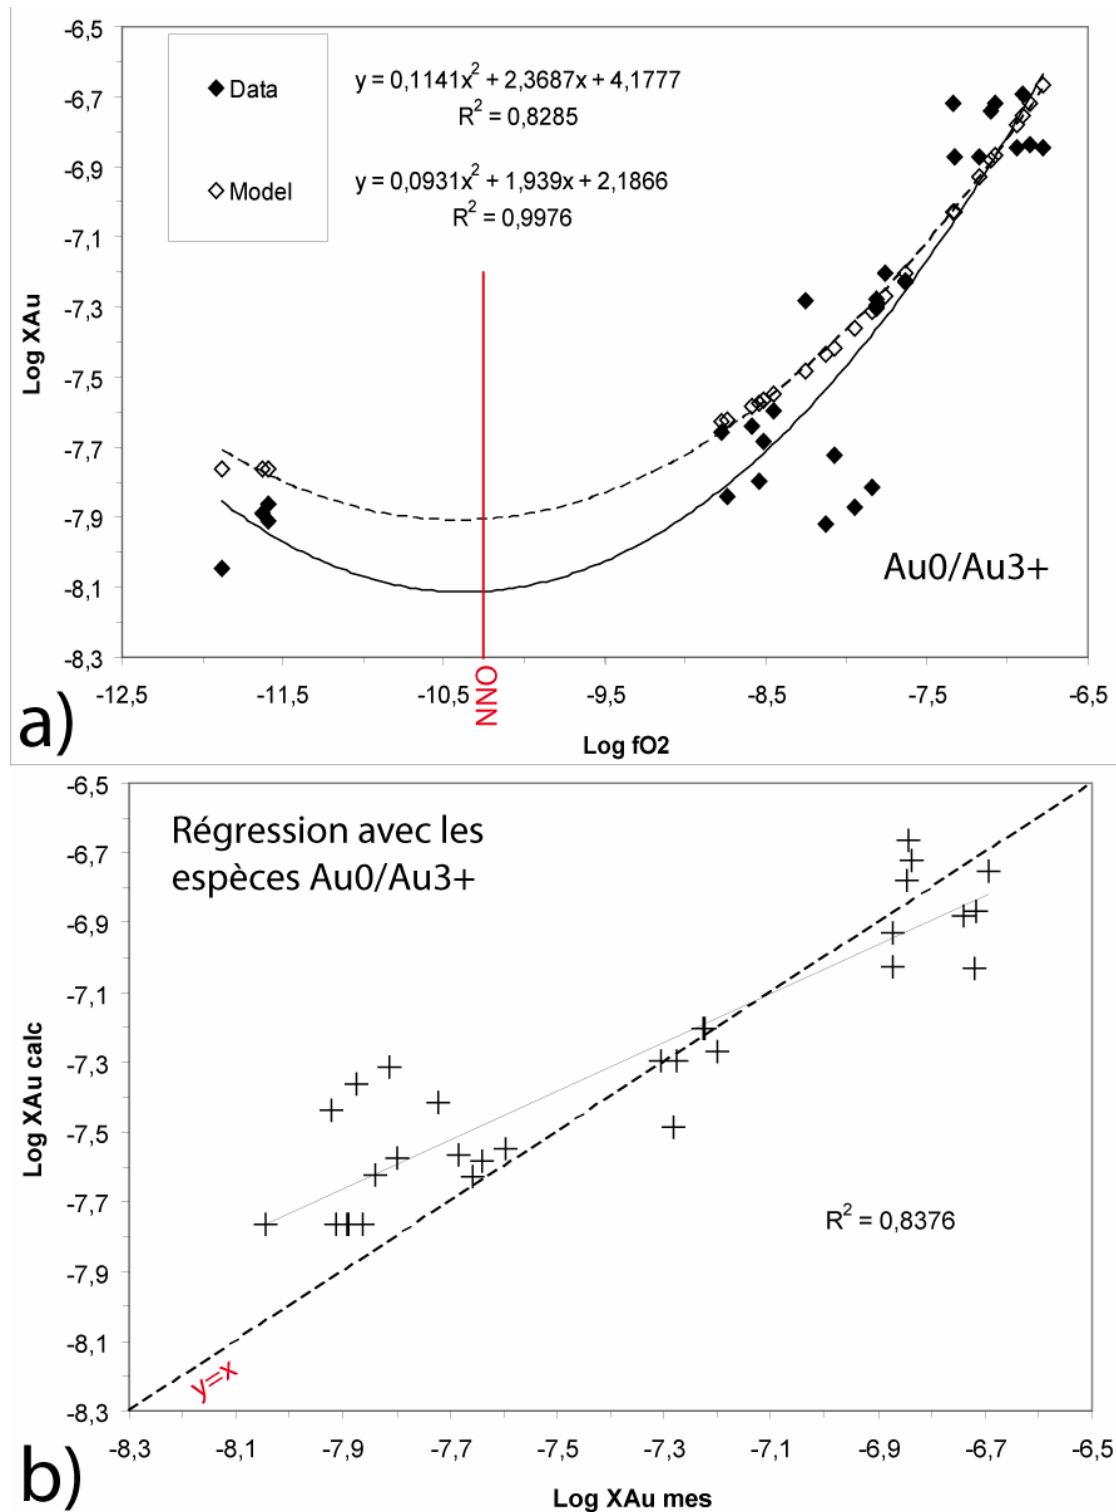 -6,5
-6,7
-6,9
-7,1
-7,3
-7,5
-7,7
-7,9
-8,1
-8,3
Log XAu
Data
y = 0,1141x² + 2,3687x + 4,1777
R² = 0,8285
Model
y = 0,0931x² + 1,939x + 2,1866
R² = 0,9976
Au0/Au3+
-12,5 -11,5 -10,5 -9,5 -8,5 -7,5 -6,5
NNO
Log fO2
a)
-6,5
-6,7
-6,9
-7,1
-7,3
-7,5
-7,7
-7,9
-8,1
-8,3
Log XAu calc
Régression avec les
espèces Au0/Au3+
R² = 0,8376
y=x
-8,3 -8,1 -7,9 -7,7 -7,5 -7,3 -7,1 -6,9 -6,7 -6,5
Log XAu mes
b)